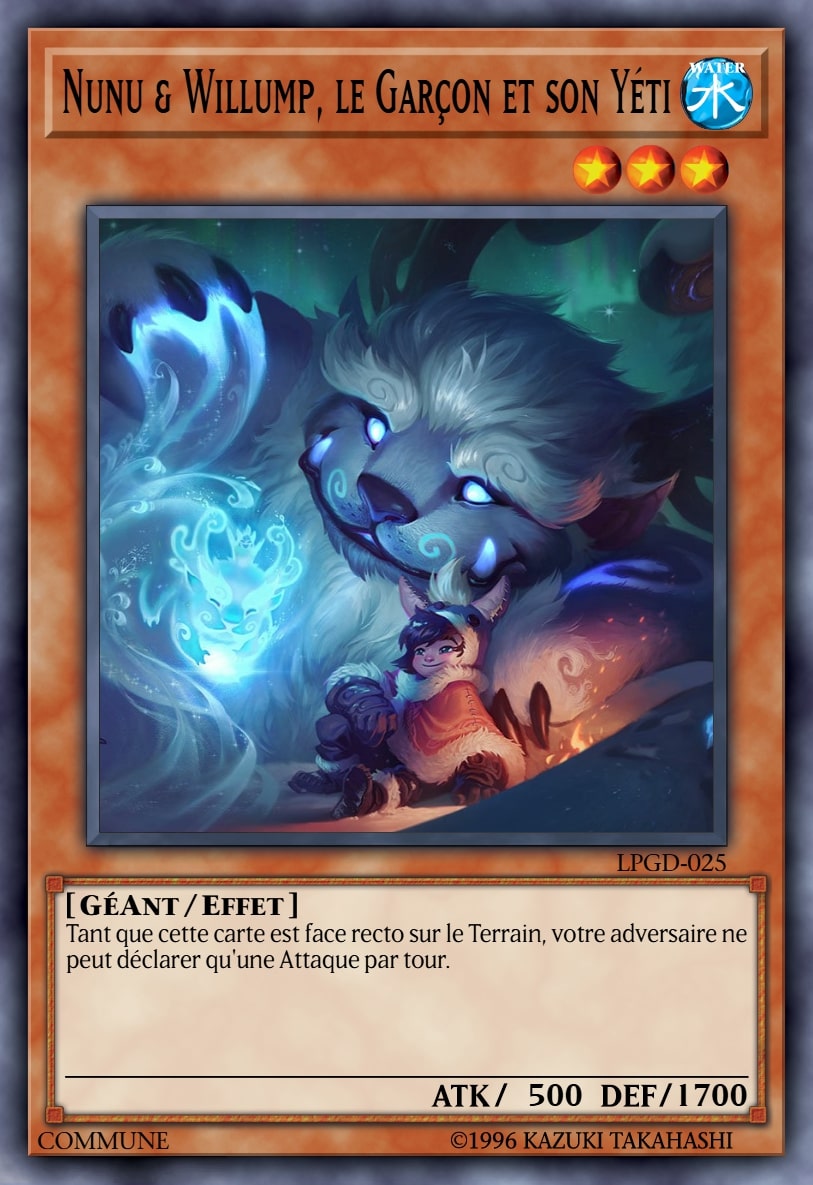 Nunu & Willump, le Garçon et son Yéti
WATER
水
LPGD-025
[GÉANT/EFFET]
Tant que cette carte est face recto sur le Terrain, votre adversaire ne
peut déclarer qu'une Attaque par tour.
ATK/ 500 DEF/1700
COMMUNE ©1996 KAZUKI TAKAHASHI